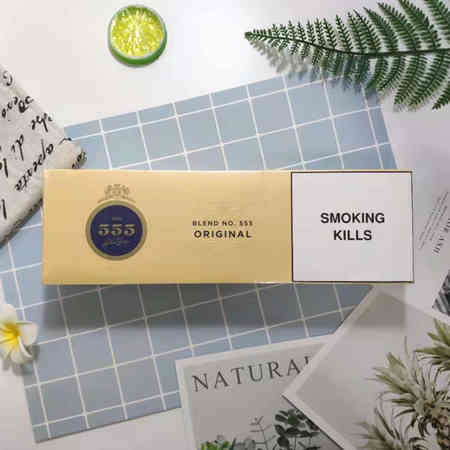 555
BLEND NO. 555
ORIGINAL
SMOKING
KILLS
NATURAL